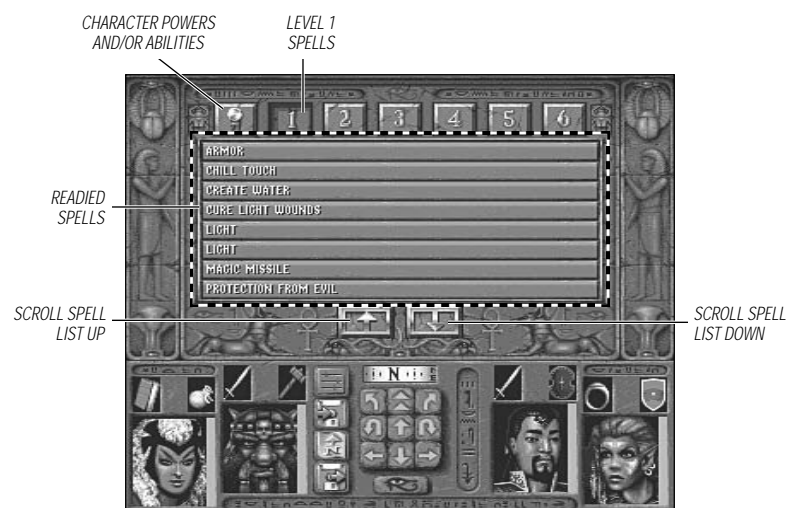 CHARACTER POWERS
AND/OR ABILITIES
LEVEL 1
SPELLS
I 2 3 4 5 6
READIED
SPELLS
ARMOR
CHILL TOUCH
CREATE WATER
CURE LIGHT WOUNDS
LIGHT
LIGHT
MAGIC MISSILE
PROTECTION FROM EVIL
SCROLL SPELL
LIST UP
SCROLL SPELL
LIST DOWN
N
E
N